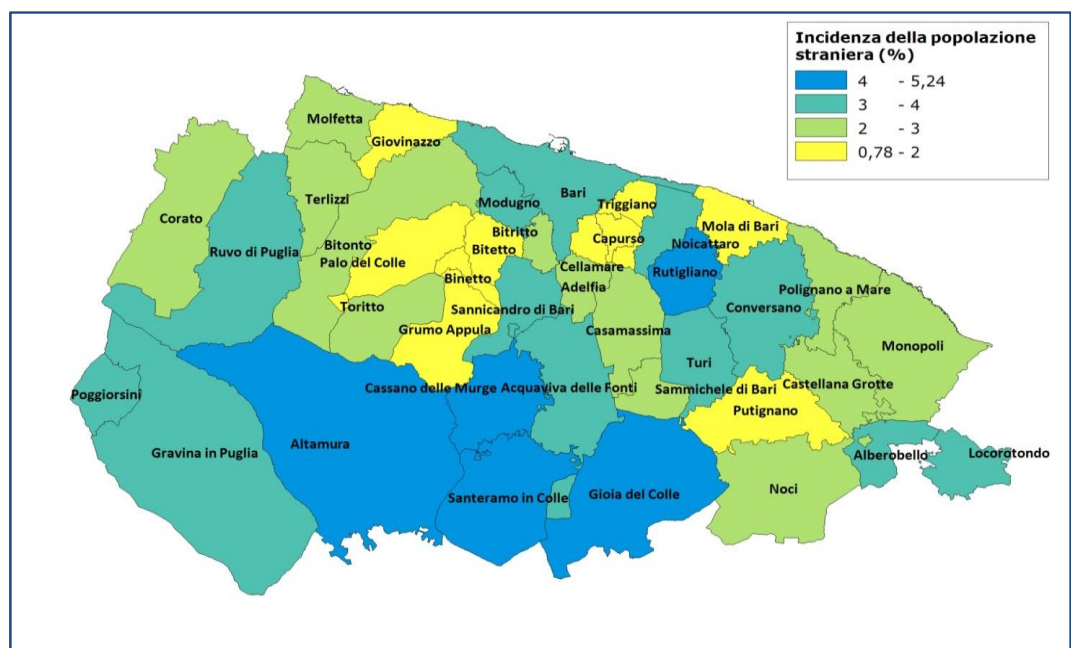 Incidenza della popolazione
straniera (%)
4 - 5,24
3 - 4
2 - 3
0,78 - 2
Molfetta
Giovinazzo
Terlizzi
Corato
Ruvo di Puglia
Bitonto
Palo del Colle
Modugno
Bari
Bitritto
Bitetto
Triggiano
Capurso
Noicattaro
Mola di Bari
Rutigliano
Cellamare
Adelfia
Binetto
Toritto
Sannicandro di Bari
Grumo Appula
Casamassima
Conversano
Polignano a Mare
Monopoli
Turi
Castellana Grotte
Sammichele di Bari
Putignano
Cassano delle Murge
Acquaviva delle Fonti
Poggiorsini
Gravina in Puglia
Altamura
Santeramo in Colle
Gioia del Colle
Noci
Alberobello
Locorotondo